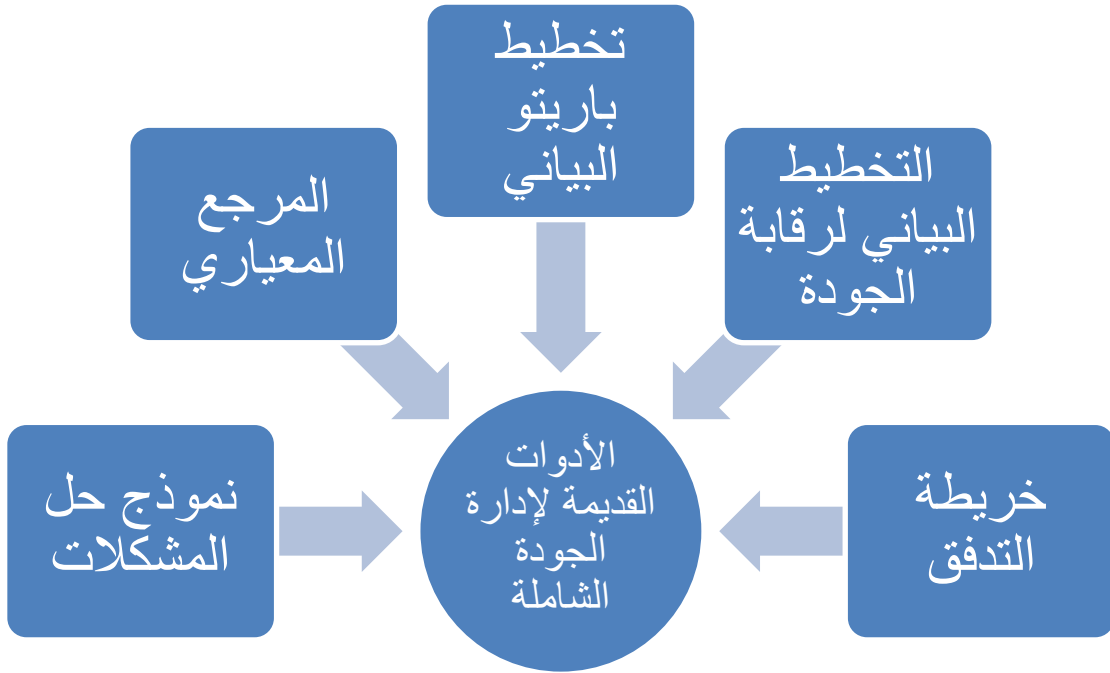 تخطيط
باريتو
البياني
التخطيط
البياني لرقابة
الجودة
المرجع
المعياري
خريطة
التدفق
الأدوات
القديمة لإدارة
الجودة
الشاملة
نموذج حل
المشكلات